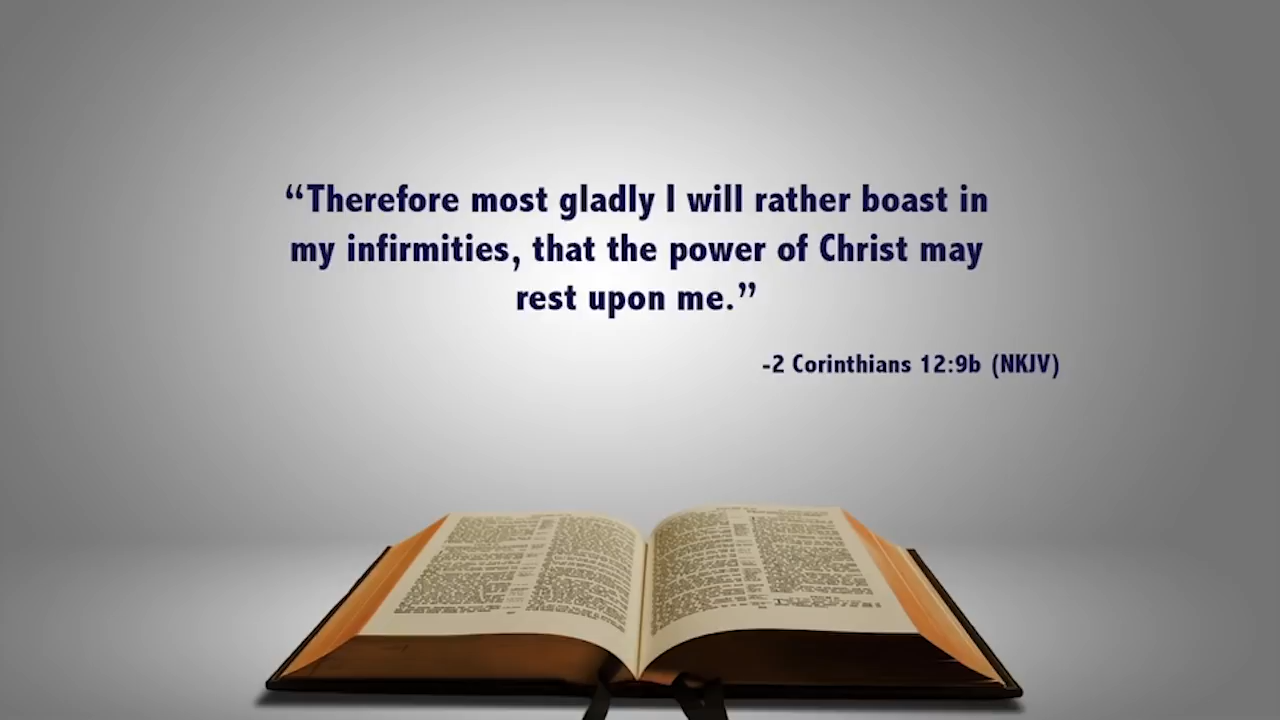 “Therefore most gladly I will rather boast in
my infirmities, that the power of Christ may
rest upon me.”
-2 Corinthians 12:9b (NKJV)